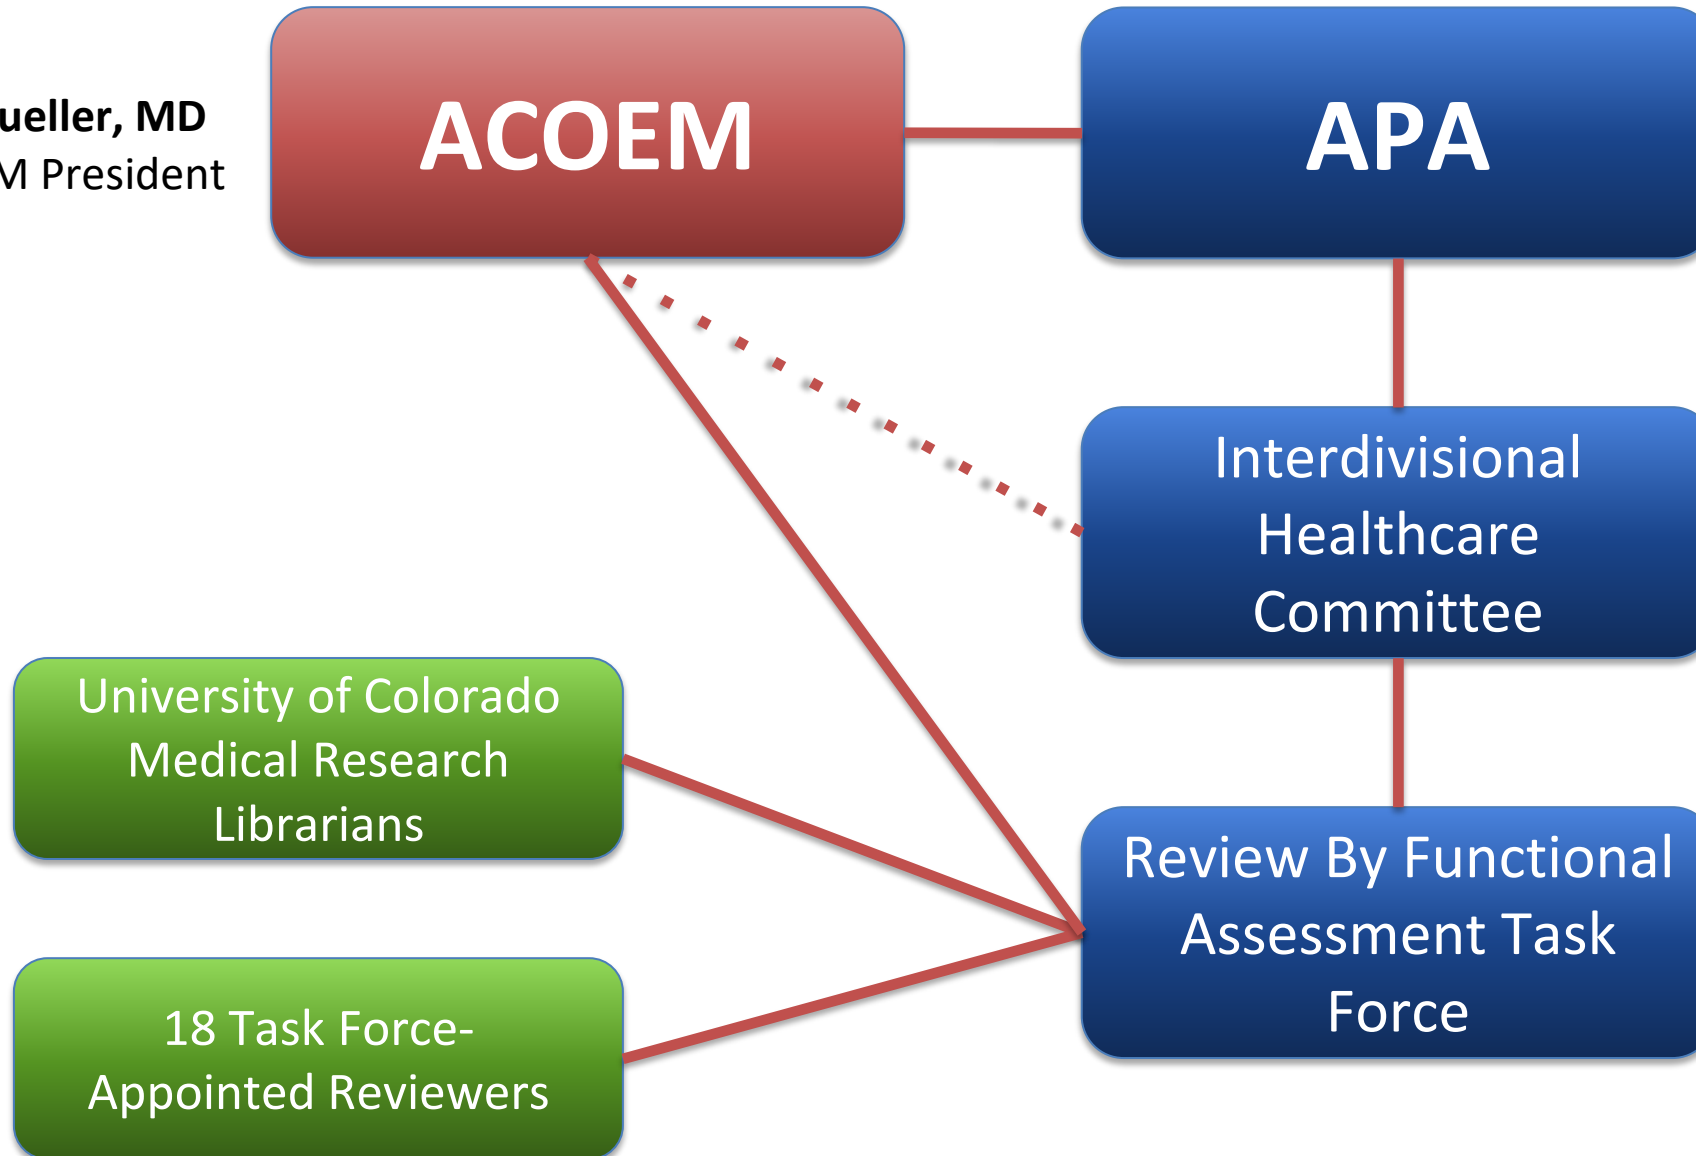 ueller, MD
M President
ACOEM
APA
Interdivisional
Healthcare
Committee
University of Colorado
Medical Research
Librarians
Review By Functional
Assessment Task
Force
18 Task Force-
Appointed Reviewers